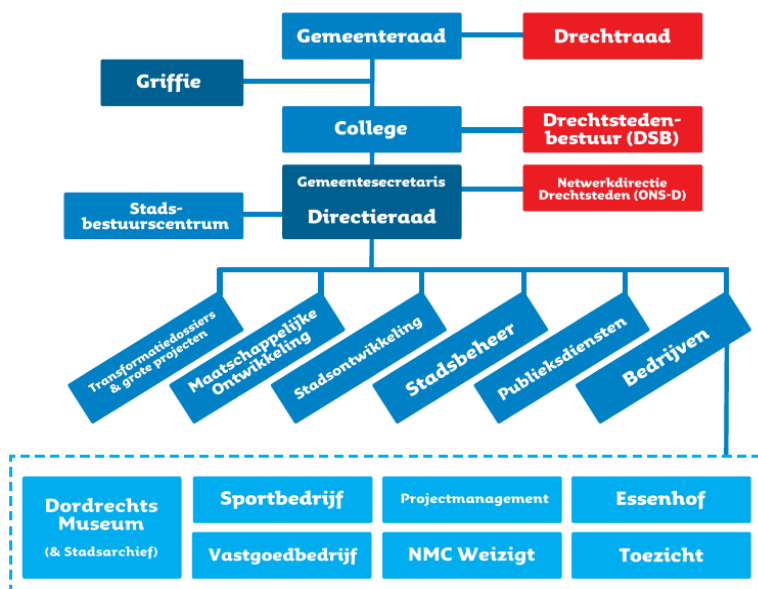 Gemeenteraad
Drechtraad
Griffie
College
Drechtsteden-
bestuur (DSB)
Gemeentesecretaris
Directieraad
Netwerkdirectie
Drechtsteden (ONS-D)
Stads-
bestuurscentrum
Transformatiedossiers
& grote projecten
Maatschappelijke
Ontwikkeling
Stadsontwikkeling
Stadsbeheer
Publieksdiensten
Bedrijven
Dordrechts
Museum
(& Stadsarchief)
Sportbedrijf
Projectmanagement
Essenhof
Vastgoedbedrijf
NMC Weizigt
Toezicht